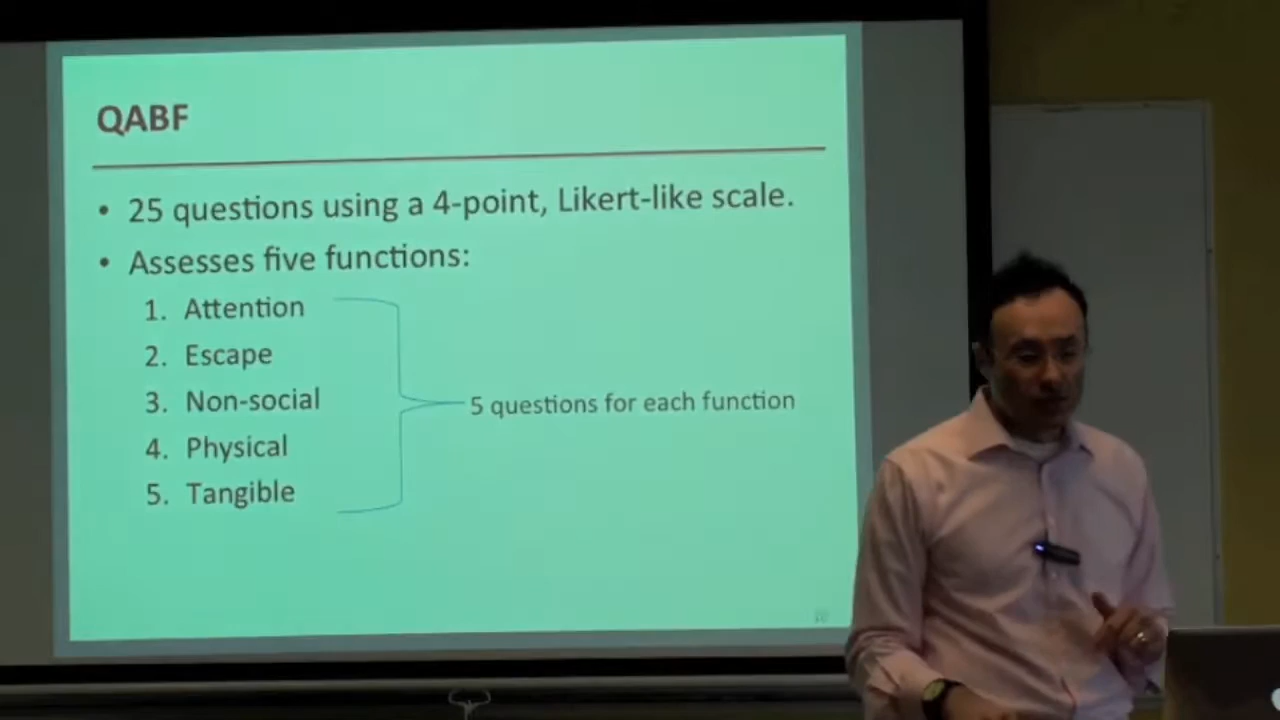 QABF
• 25 questions using a 4-point, Likert-like scale.
• Assesses five functions:
1. Attention
2. Escape
3. Non-social
4. Physical
5. Tangible
5 questions for each function